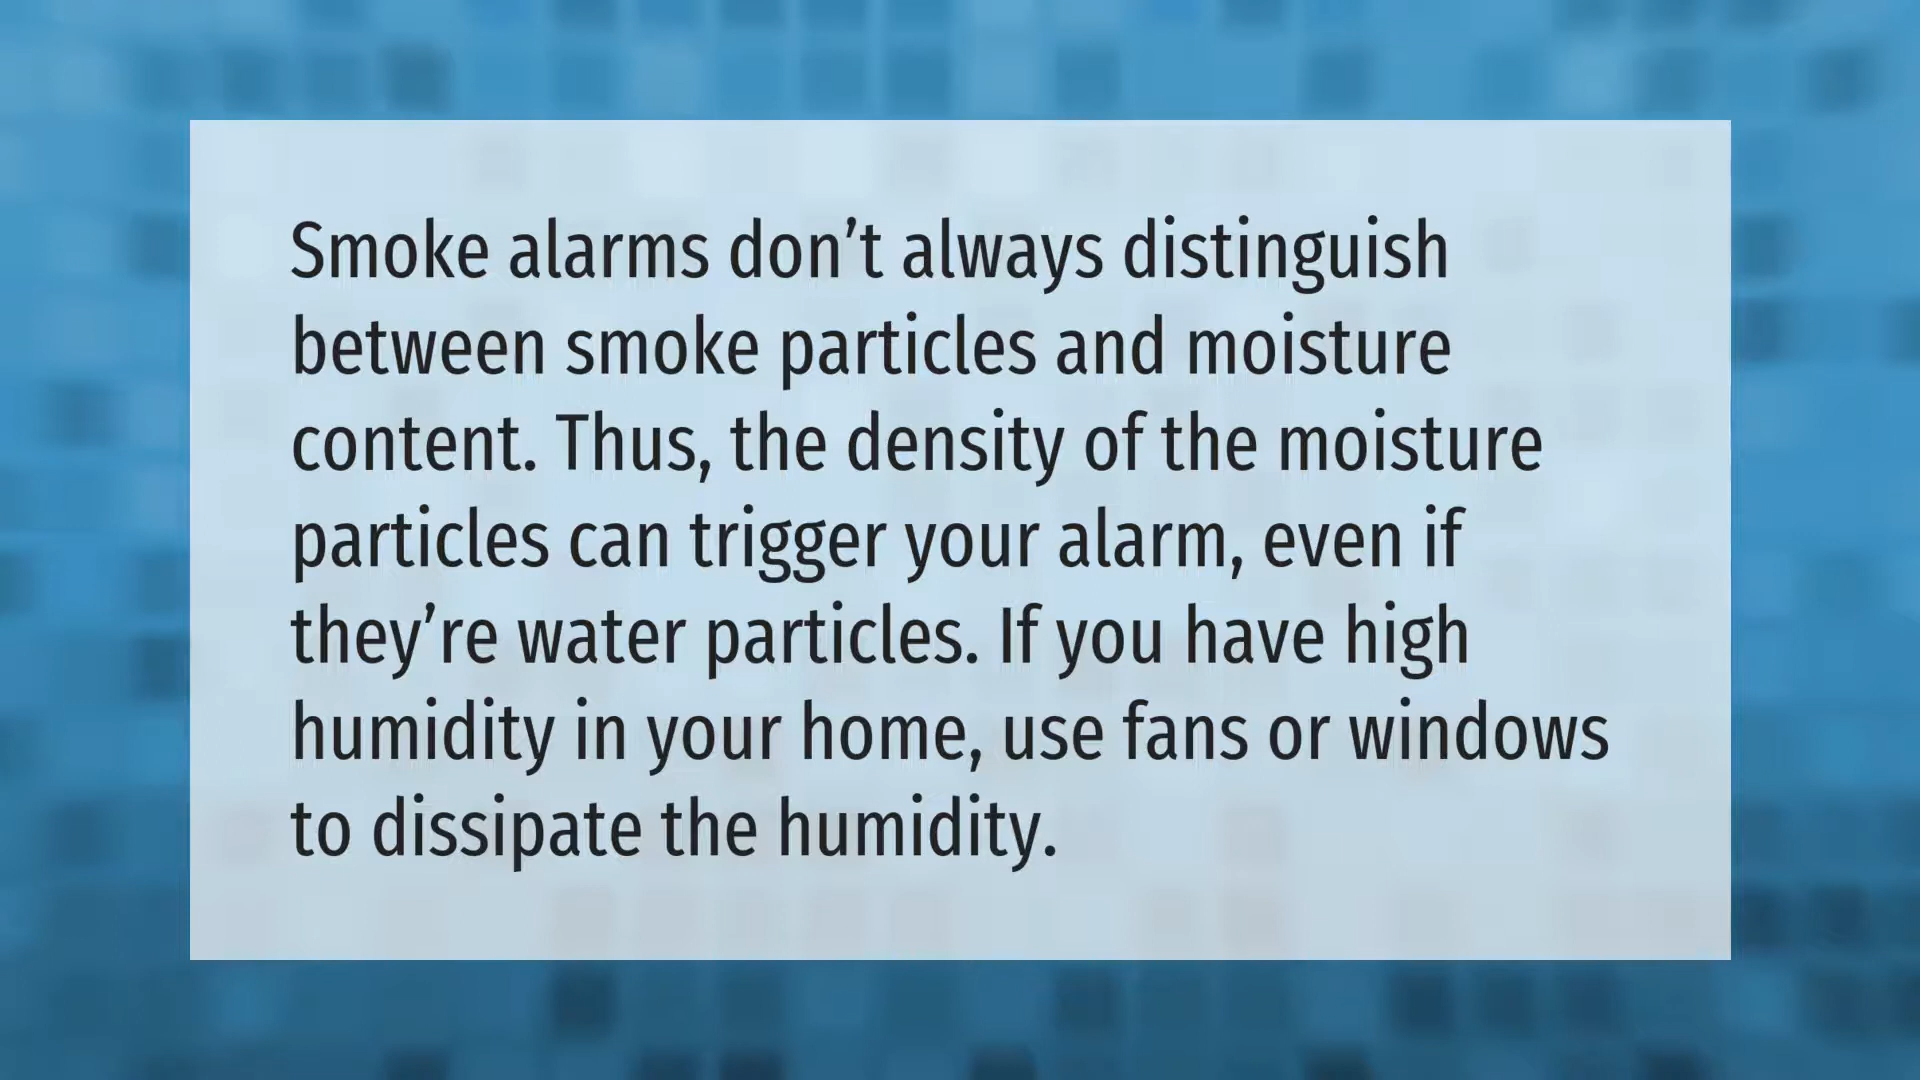 Smoke alarms don’t always distinguish
between smoke particles and moisture
content. Thus, the density of the moisture
particles can trigger your alarm, even if
they’re water particles. If you have high
humidity in your home, use fans or windows
to dissipate the humidity.